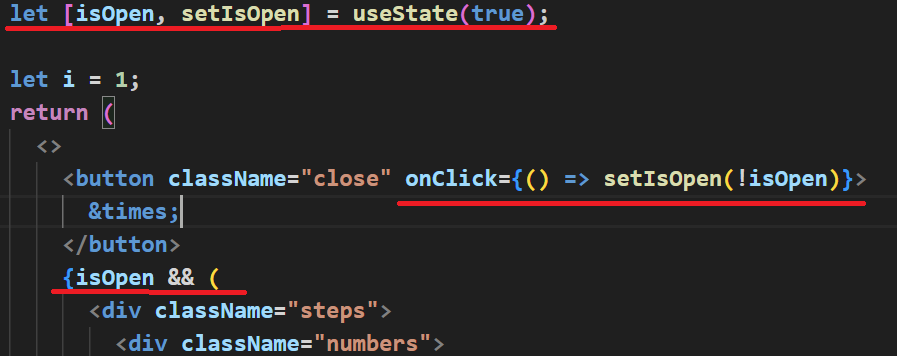 let [isOpen, setIsOpen] = useState(true);
let i = 1;
return (
<>
<button className="close" onClick={() => setIsOpen(!isOpen)}>
&times;
</button>
{isOpen && (
<div className="steps">
<div className="numbers">